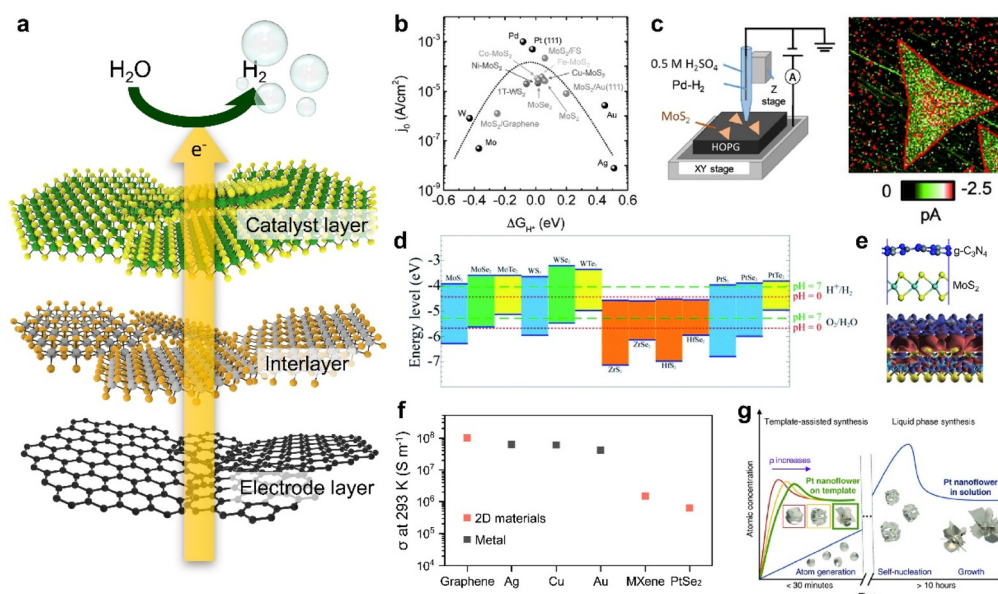 a
H₂O
H₂
e⁻
Catalyst layer
Interlayer
Electrode layer
b
j₀ (A/cm²)
10⁻³
10⁻⁵
10⁻⁷
10⁻⁹
Pd
Pt (111)
Co-MoS₂
MoS₂/FS
Ni-MoS₂
Fe-MoS₂
Cu-MoS₂
1T-WS₂
MoSe₂
MoS₂
MoS₂/Au(111)
MoS₂/Graphene
W
Mo
Au
Ag
-0.4 -0.2 0.0 0.2 0.4 0.6
ΔG_H* (eV)
c
0.5 M H₂SO₄
Pd-H₂
MoS₂
Z
stage
A
HOPG
XY stage
0 -2.5
pA
d
Energy level (eV)
-3
-4
-5
-6
-7
MoS₂ MoSe₂ MoTe₂ WS₂ WSe₂ WTe₂
ZrS₂ ZrSe₂ HfS₂ HfSe₂
PtS₂ PtSe₂ PtTe₂
pH = 7
H⁺/H₂
pH = 0
pH = 7
O₂/H₂O
pH = 0
e
g-C₃N₄
MoS₂
f
σ at 293 K (S m⁻¹)
10⁹
10⁸
10⁷
10⁶
10⁵
10⁴
2D materials
Metal
Graphene Ag Cu Au MXene PtSe₂
g
Template-assisted synthesis
Liquid phase synthesis
Atomic concentration
ρ increases
Pt nanoflower
on template
Pt nanoflower
in solution
Atom generation
Self-nucleation
Growth
< 30 minutes
> 10 hours